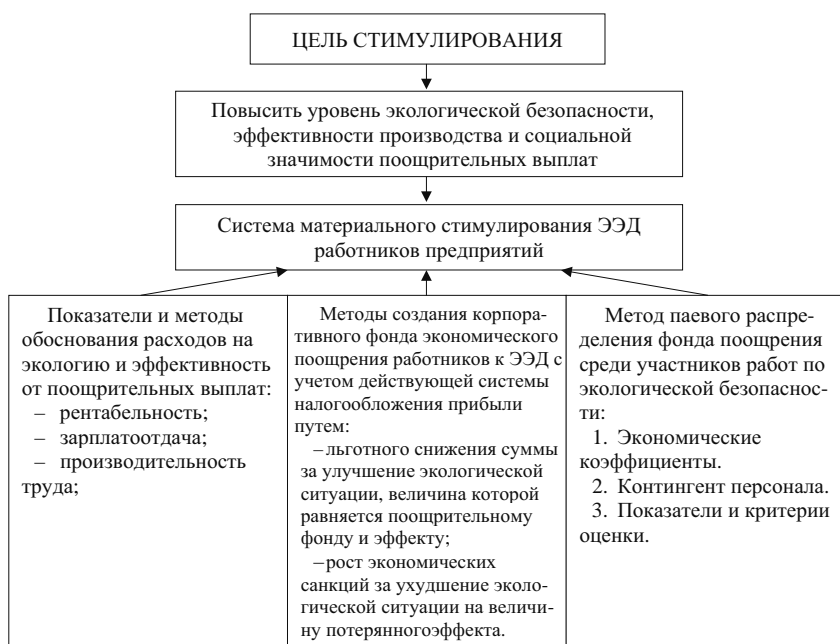 ЦЕЛЬ СТИМУЛИРОВАНИЯ
Повысить уровень экологической безопасности,
эффективности производства и социальной
значимости поощрительных выплат
Система материального стимулирования ЭЭД
работников предприятий
Показатели и методы
обоснования расходов на
экологию и эффективность
от поощрительных выплат:
– рентабельность;
– зарплатоотдача;
– производительность
труда;
Методы создания корпора-
тивного фонда экономического
поощрения работников к ЭЭД с
учетом действующей системы
налогообложения прибыли
путем:
– льготного снижения суммы
за улучшение экологической
ситуации, величина которой
равняется поощрительному
фонду и эффекту;
– рост экономических
санкций за ухудшение эколо-
гической ситуации на величи-
ну потерянногоэффекта.
Метод паевого распре-
деления фонда поощрения
среди участников работ по
экологической безопаснос-
ти:
1. Экономические
коэффициенты.
2. Контингент персонала.
3. Показатели и критерии
оценки.